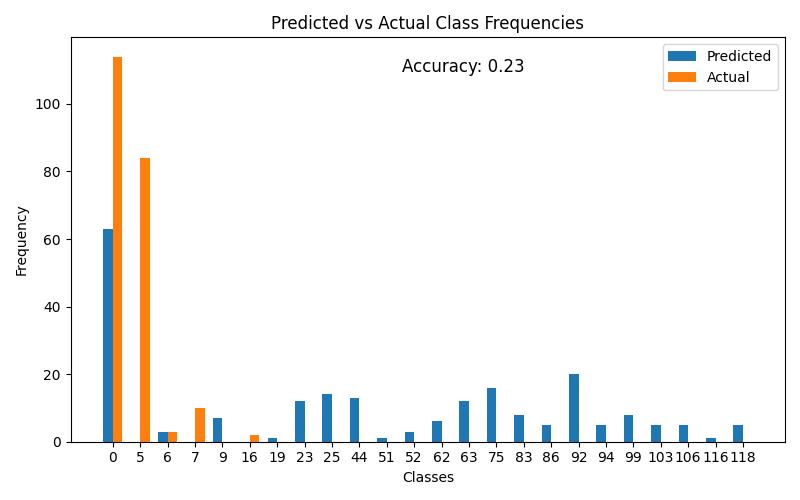 Predicted vs Actual Class Frequencies
Accuracy: 0.23
Predicted
Actual
Frequency
100
80
60
40
20
0
0 5 6 7 9 16 19 23 25 44 51 52 62 63 75 83 86 92 94 99 103 106 116 118
Classes